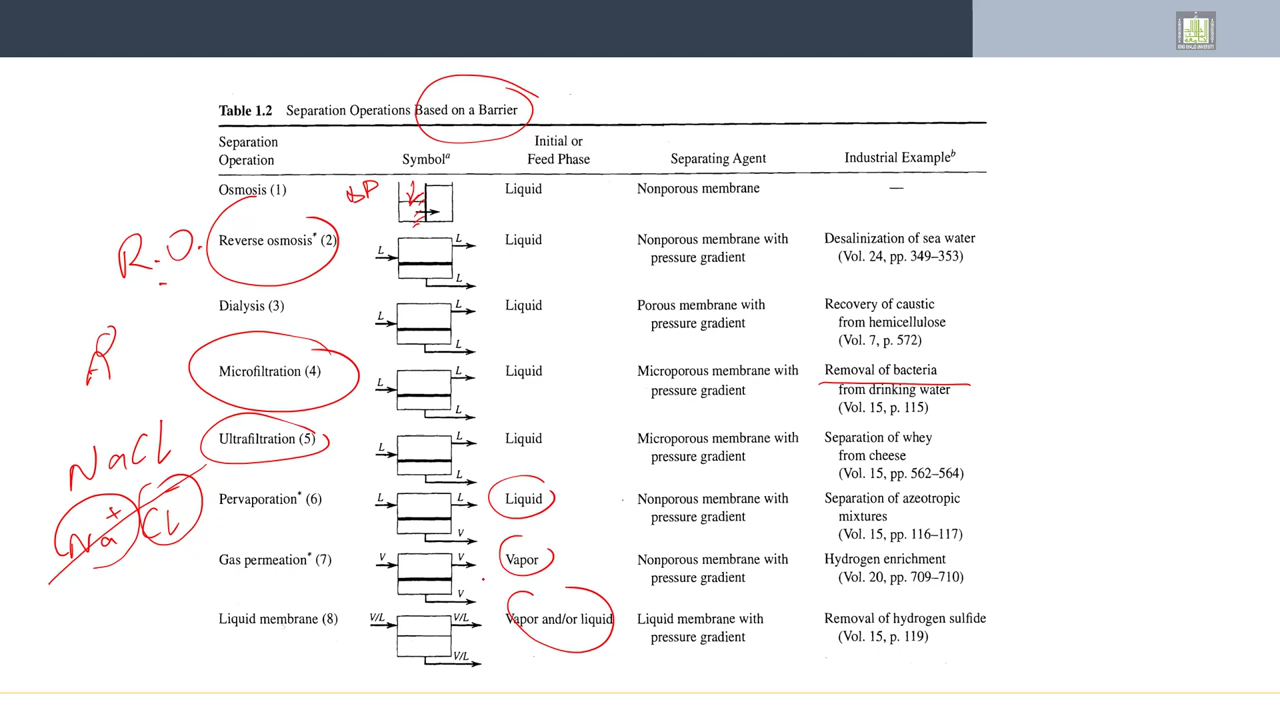 KING KHALID UNIVERSITY
Table 1.2 Separation Operations Based on a Barrier
Separation Operation Symbolᵃ Initial or Feed Phase Separating Agent Industrial Exampleᵇ
Osmosis (1) ΔP Liquid Nonporous membrane —
R.O. Reverse osmosis* (2) L L L Liquid Nonporous membrane with pressure gradient Desalinization of sea water (Vol. 24, pp. 349–353)
Dialysis (3) L L L Liquid Porous membrane with pressure gradient Recovery of caustic from hemicellulose (Vol. 7, p. 572)
Microfiltration (4) L L L Liquid Microporous membrane with pressure gradient Removal of bacteria from drinking water (Vol. 15, p. 115)
NaCl Ultrafiltration (5) L L L Liquid Microporous membrane with pressure gradient Separation of whey from cheese (Vol. 15, pp. 562–564)
Na+ Cl Pervaporation* (6) L L V Liquid Nonporous membrane with pressure gradient Separation of azeotropic mixtures (Vol. 15, pp. 116–117)
Gas permeation* (7) V V V Vapor Nonporous membrane with pressure gradient Hydrogen enrichment (Vol. 20, pp. 709–710)
Liquid membrane (8) V/L V/L V/L Vapor and/or liquid Liquid membrane with pressure gradient Removal of hydrogen sulfide (Vol. 15, p. 119)